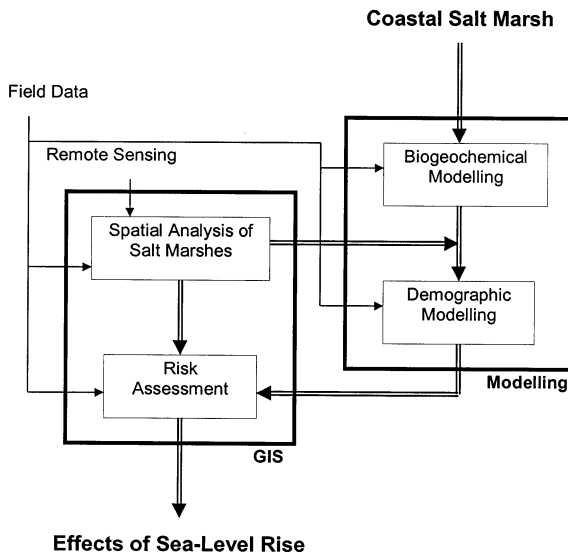 Coastal Salt Marsh
Field Data
Remote Sensing
Biogeochemical
Modelling
Spatial Analysis of
Salt Marshes
Demographic
Modelling
Risk
Assessment
Modelling
GIS
Effects of Sea-Level Rise